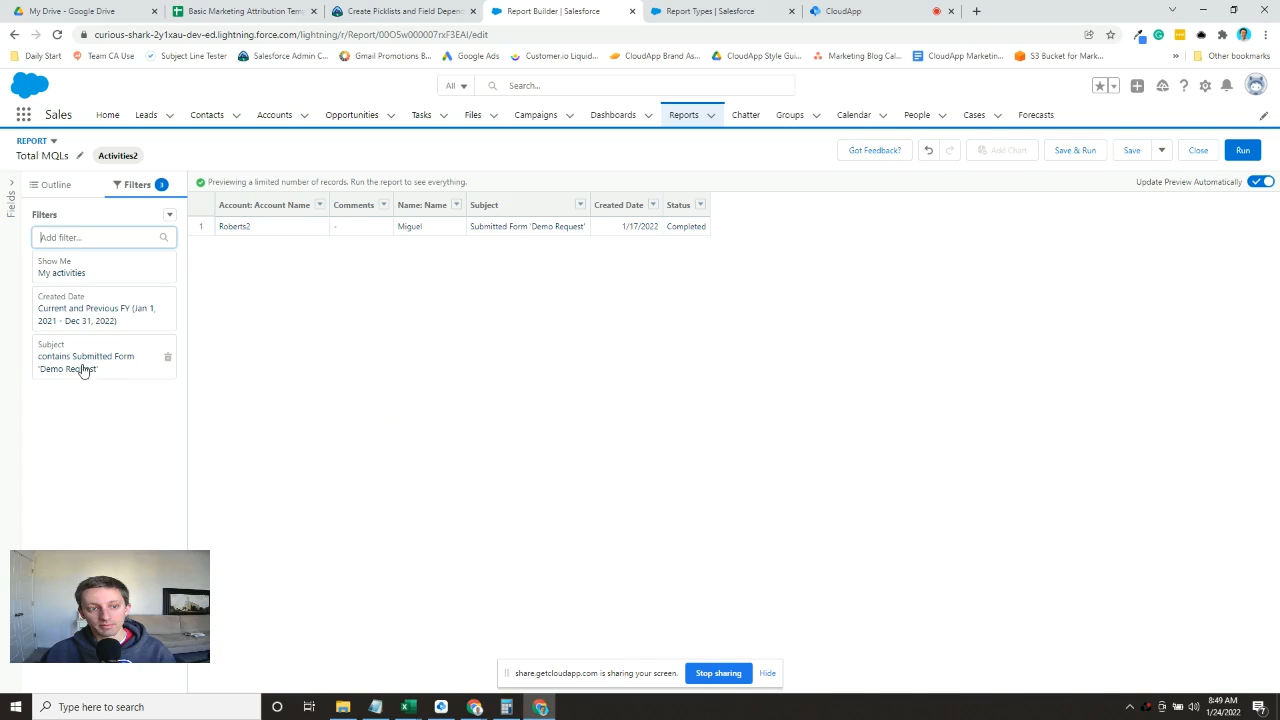 My Drive - Google Drive
Basic Marketing Attribution Temp
Create Picklists and Field Depend
Report Builder | Salesforce
Report Types | Salesforce
CloudApp
curious-shark-2y1xau-dev-ed.lightning.force.com/lightning/r/Report/00O5w000007rxF3EAI/edit
Daily Start
Team CA Use
Subject Line Tester
Salesforce Admin C...
Gmail Promotions B...
Google Ads
Customer.io Liquid...
CloudApp Brand As...
CloudApp Style Gui...
Marketing Blog Cal...
CloudApp Marketin...
S3 Bucket for Mark...
Other bookmarks
All
Search...
Sales
Home
Leads
Contacts
Accounts
Opportunities
Tasks
Files
Campaigns
Dashboards
Reports
Chatter
Groups
Calendar
People
Cases
Forecasts
REPORT
Total MQLs
Activities2
Got Feedback?
Add Chart
Save & Run
Save
Close
Run
Fields
Outline
Filters
3
Previewing a limited number of records. Run the report to see everything.
Update Preview Automatically
Filters
Add filter...
Show Me
My activities
Created Date
Current and Previous FY (Jan 1,
2021 - Dec 31, 2022)
Subject
contains Submitted Form
'Demo Request'
Account: Account Name
Comments
Name: Name
Subject
Created Date
Status
1
Roberts2
-
Miguel
Submitted Form 'Demo Request'
1/17/2022
Completed
share.getcloudapp.com is sharing your screen.
Stop sharing
Hide
Type here to search
8:49 AM
1/24/2022